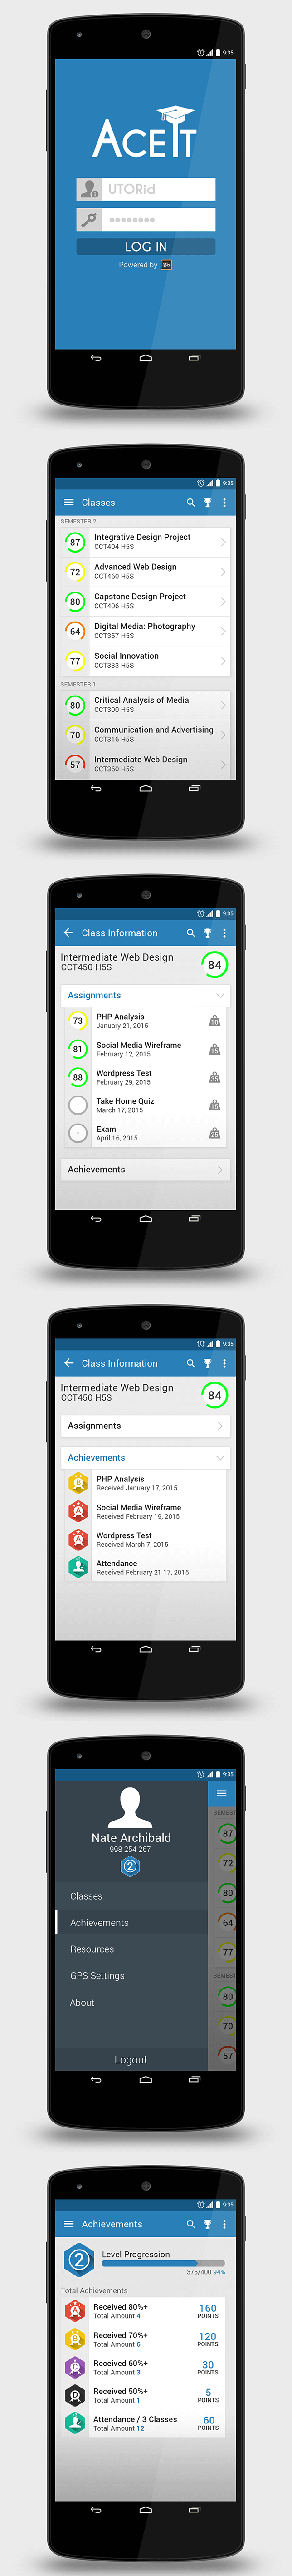 9:35
ACEIT
UTORid
LOG IN
Powered by
9:35
Classes
SEMESTER 2
87 Integrative Design Project
CCT404 H5S
72 Advanced Web Design
CCT460 H5S
80 Capstone Design Project
CCT406 H5S
64 Digital Media: Photography
CCT357 H5S
77 Social Innovation
CCT333 H5S
SEMESTER 1
80 Critical Analysis of Media
CCT300 H5S
70 Communication and Advertising
CCT316 H5S
57 Intermediate Web Design
CCT360 H5S
9:35
Class Information
Intermediate Web Design
CCT450 H5S
84
Assignments
73 PHP Analysis
January 21, 2015
10
81 Social Media Wireframe
February 12, 2015
15
88 Wordpress Test
February 29, 2015
35
- Take Home Quiz
March 17, 2015
15
- Exam
April 16, 2015
25
Achievements
9:35
Class Information
Intermediate Web Design
CCT450 H5S
84
Assignments
Achievements
B PHP Analysis
Received January 17, 2015
A Social Media Wireframe
Received February 19, 2015
A Wordpress Test
Received March 7, 2015
Attendance
Received February 21 17, 2015
9:35
Nate Archibald
998 254 267
2
Classes
Achievements
Resources
GPS Settings
About
Logout
SEMEST
87
72
80
64
77
SEMEST
80
70
57
9:35
Achievements
2
Level Progression
375/400 94%
Total Achievements
A Received 80%+
Total Amount 4
160
POINTS
B Received 70%+
Total Amount 6
120
POINTS
C Received 60%+
Total Amount 3
30
POINTS
D Received 50%+
Total Amount 1
5
POINTS
Attendance / 3 Classes
Total Amount 12
60
POINTS